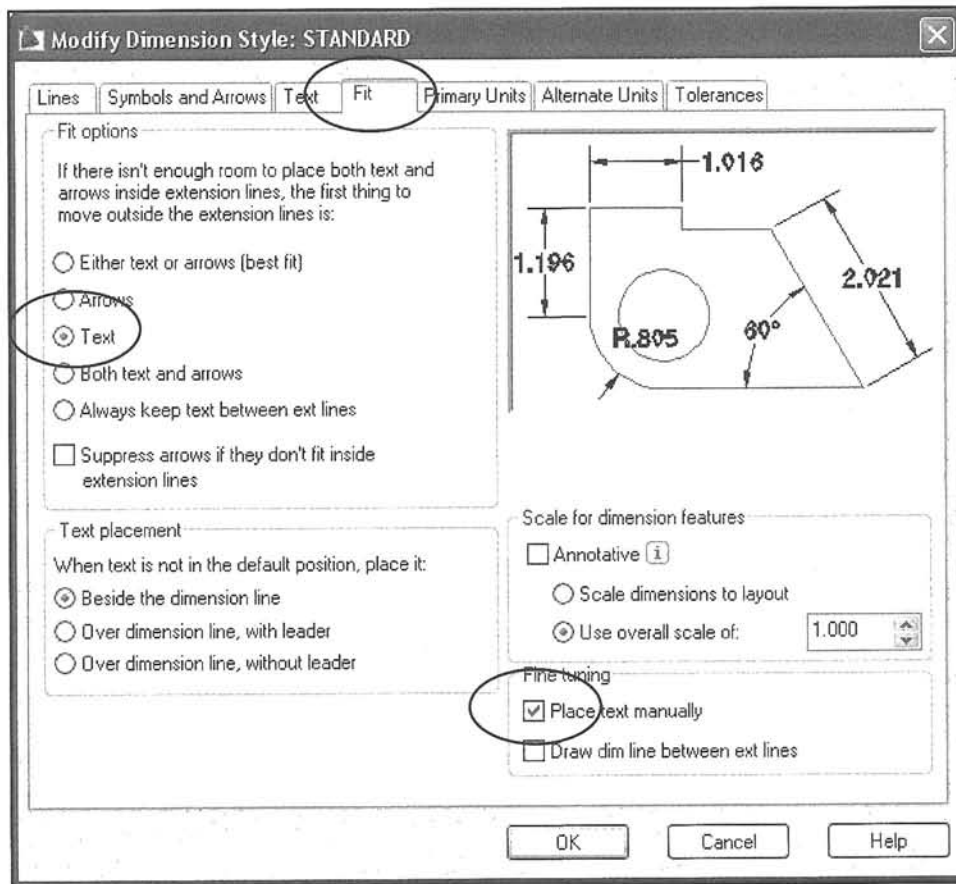 Modify Dimension Style: STANDARD
Lines
Symbols and Arrows
Text
Fit
Primary Units
Alternate Units
Tolerances
Fit options
If there isn't enough room to place both text and
arrows inside extension lines, the first thing to
move outside the extension lines is:
Either text or arrows (best fit)
Arrows
Text
Both text and arrows
Always keep text between ext lines
Suppress arrows if they don't fit inside
extension lines
Text placement
When text is not in the default position, place it:
Beside the dimension line
Over dimension line, with leader
Over dimension line, without leader
1.016
1.196
2.021
R.805
60°
Scale for dimension features
Annotative
Scale dimensions to layout
Use overall scale of:
1.000
Fine tuning
Place text manually
Draw dim line between ext lines
OK
Cancel
Help